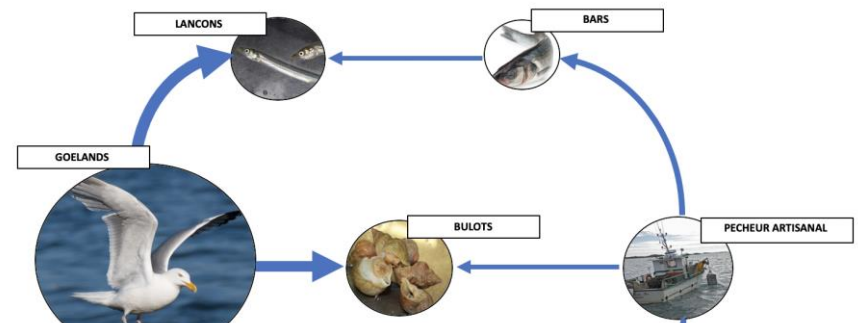 LANCONS
BARS
GOELANDS
BULOTS
PECHEUR ARTISANAL